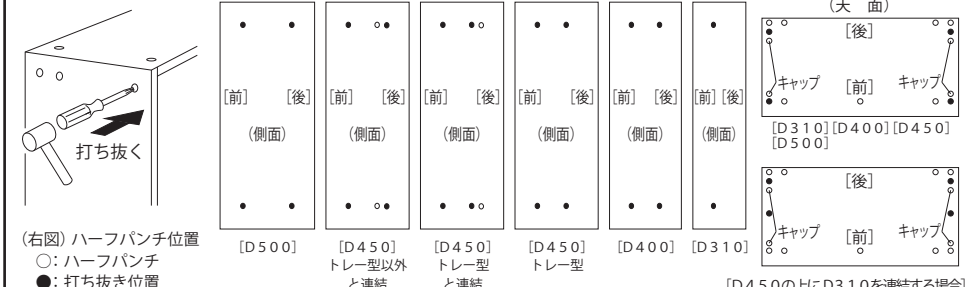 打ち抜く
(右図) ハーフパンチ位置
○: ハーフパンチ
●: 打ち抜き位置
[前] [後]
(側面)
[D500]
[前] [後]
(側面)
[D450]
トレー型以外
と連結
[前] [後]
(側面)
[D450]
トレー型
と連結
[前] [後]
(側面)
[D450]
トレー型
[前] [後]
(側面)
[D400]
[前] [後]
(側面)
[D310]
(天 面)
[後]
キャップ [前] キャップ
[D310] [D400] [D450]
[D500]
[後]
キャップ [前] キャップ
[D450の上にD310を連結する場合]